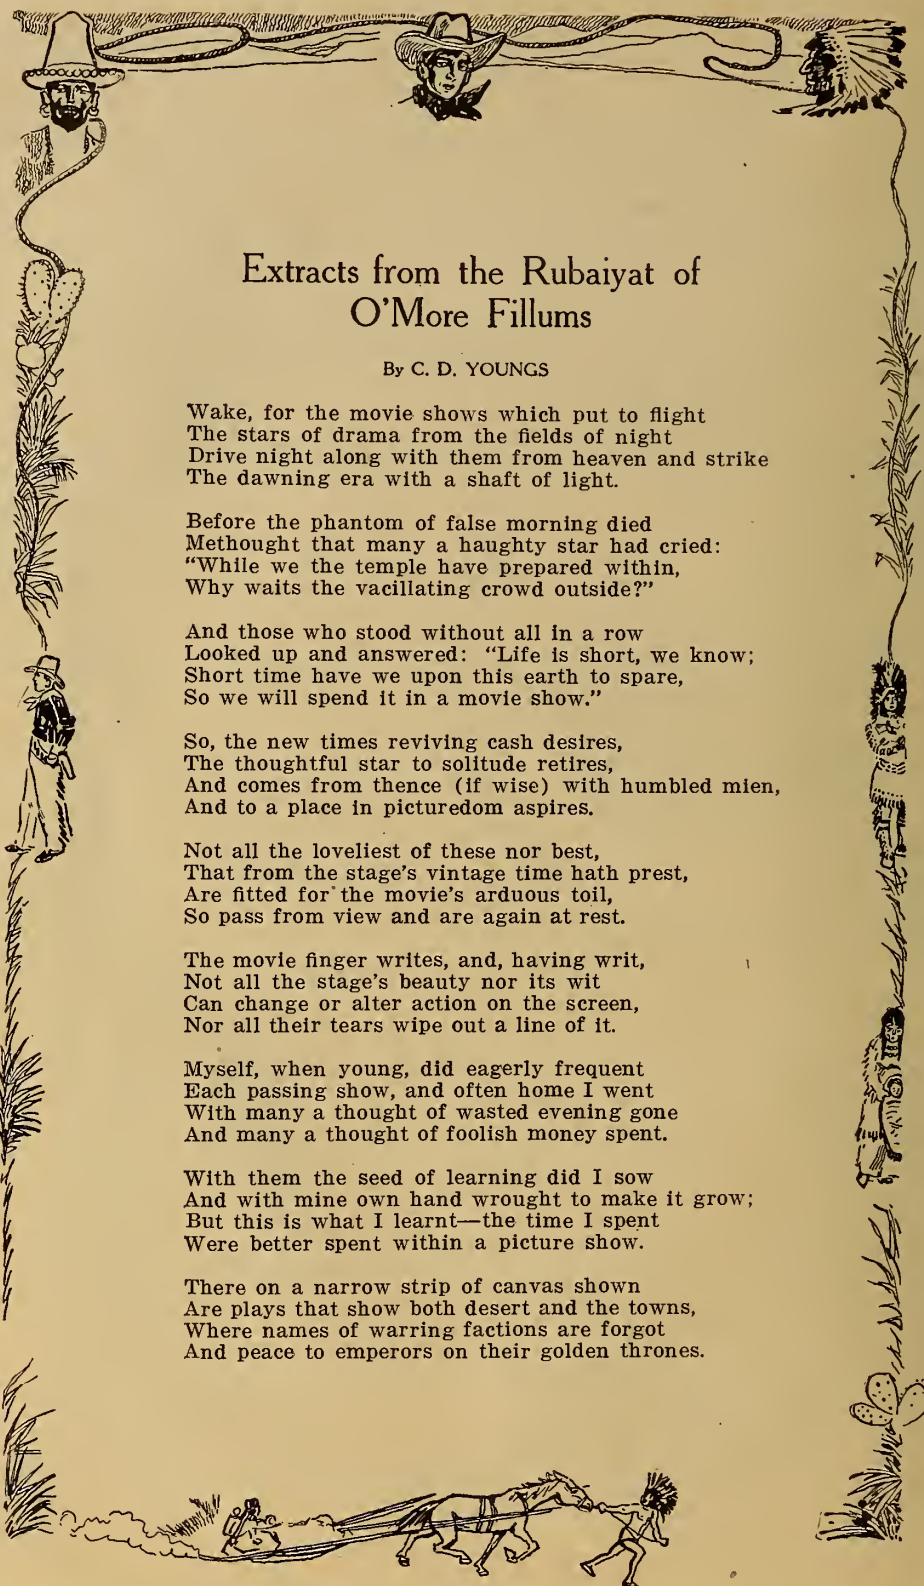 Extracts from the Rubaiyat of
O'More Fillums
By C. D. YOUNGS
Wake, for the movie shows which put to flight
The stars of drama from the fields of night
Drive night along with them from heaven and strike
The dawning era with a shaft of light.
Before the phantom of false morning died
Methought that many a haughty star had cried:
"While we the temple have prepared within,
Why waits the vacillating crowd outside?"
And those who stood without all in a row
Looked up and answered: "Life is short, we know;
Short time have we upon this earth to spare,
So we will spend it in a movie show."
So, the new times reviving cash desires,
The thoughtful star to solitude retires,
And comes from thence (if wise) with humbled mien,
And to a place in picturedom aspires.
Not all the loveliest of these nor best,
That from the stage's vintage time hath prest,
Are fitted for the movie's arduous toil,
So pass from view and are again at rest.
The movie finger writes, and, having writ,
Not all the stage's beauty nor its wit
Can change or alter action on the screen,
Nor all their tears wipe out a line of it.
Myself, when young, did eagerly frequent
Each passing show, and often home I went
With many a thought of wasted evening gone
And many a thought of foolish money spent.
With them the seed of learning did I sow
And with mine own hand wrought to make it grow;
But this is what I learnt—the time I spent
Were better spent within a picture show.
There on a narrow strip of canvas shown
Are plays that show both desert and the towns,
Where names of warring factions are forgot
And peace to emperors on their golden thrones.